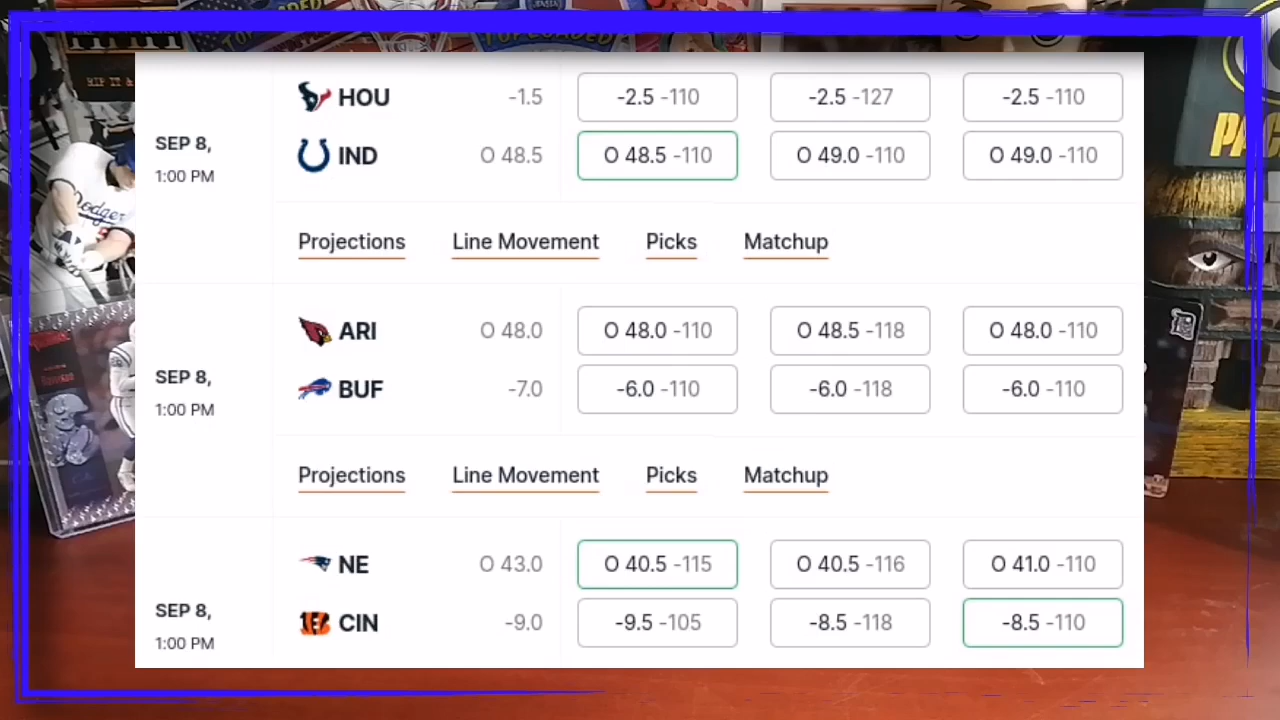 TOPLOADED
RIP IT &
HOU -1.5 -2.5 -110 -2.5 -127 -2.5 -110
SEP 8,
1:00 PM
IND O 48.5 O 48.5 -110 O 49.0 -110 O 49.0 -110
Dodgers
Projections Line Movement Picks Matchup
ARI O 48.0 O 48.0 -110 O 48.5 -118 O 48.0 -110
SEP 8,
1:00 PM
BUF -7.0 -6.0 -110 -6.0 -118 -6.0 -110
Projections Line Movement Picks Matchup
NE O 43.0 O 40.5 -115 O 40.5 -116 O 41.0 -110
SEP 8,
1:00 PM
CIN -9.0 -9.5 -105 -8.5 -118 -8.5 -110